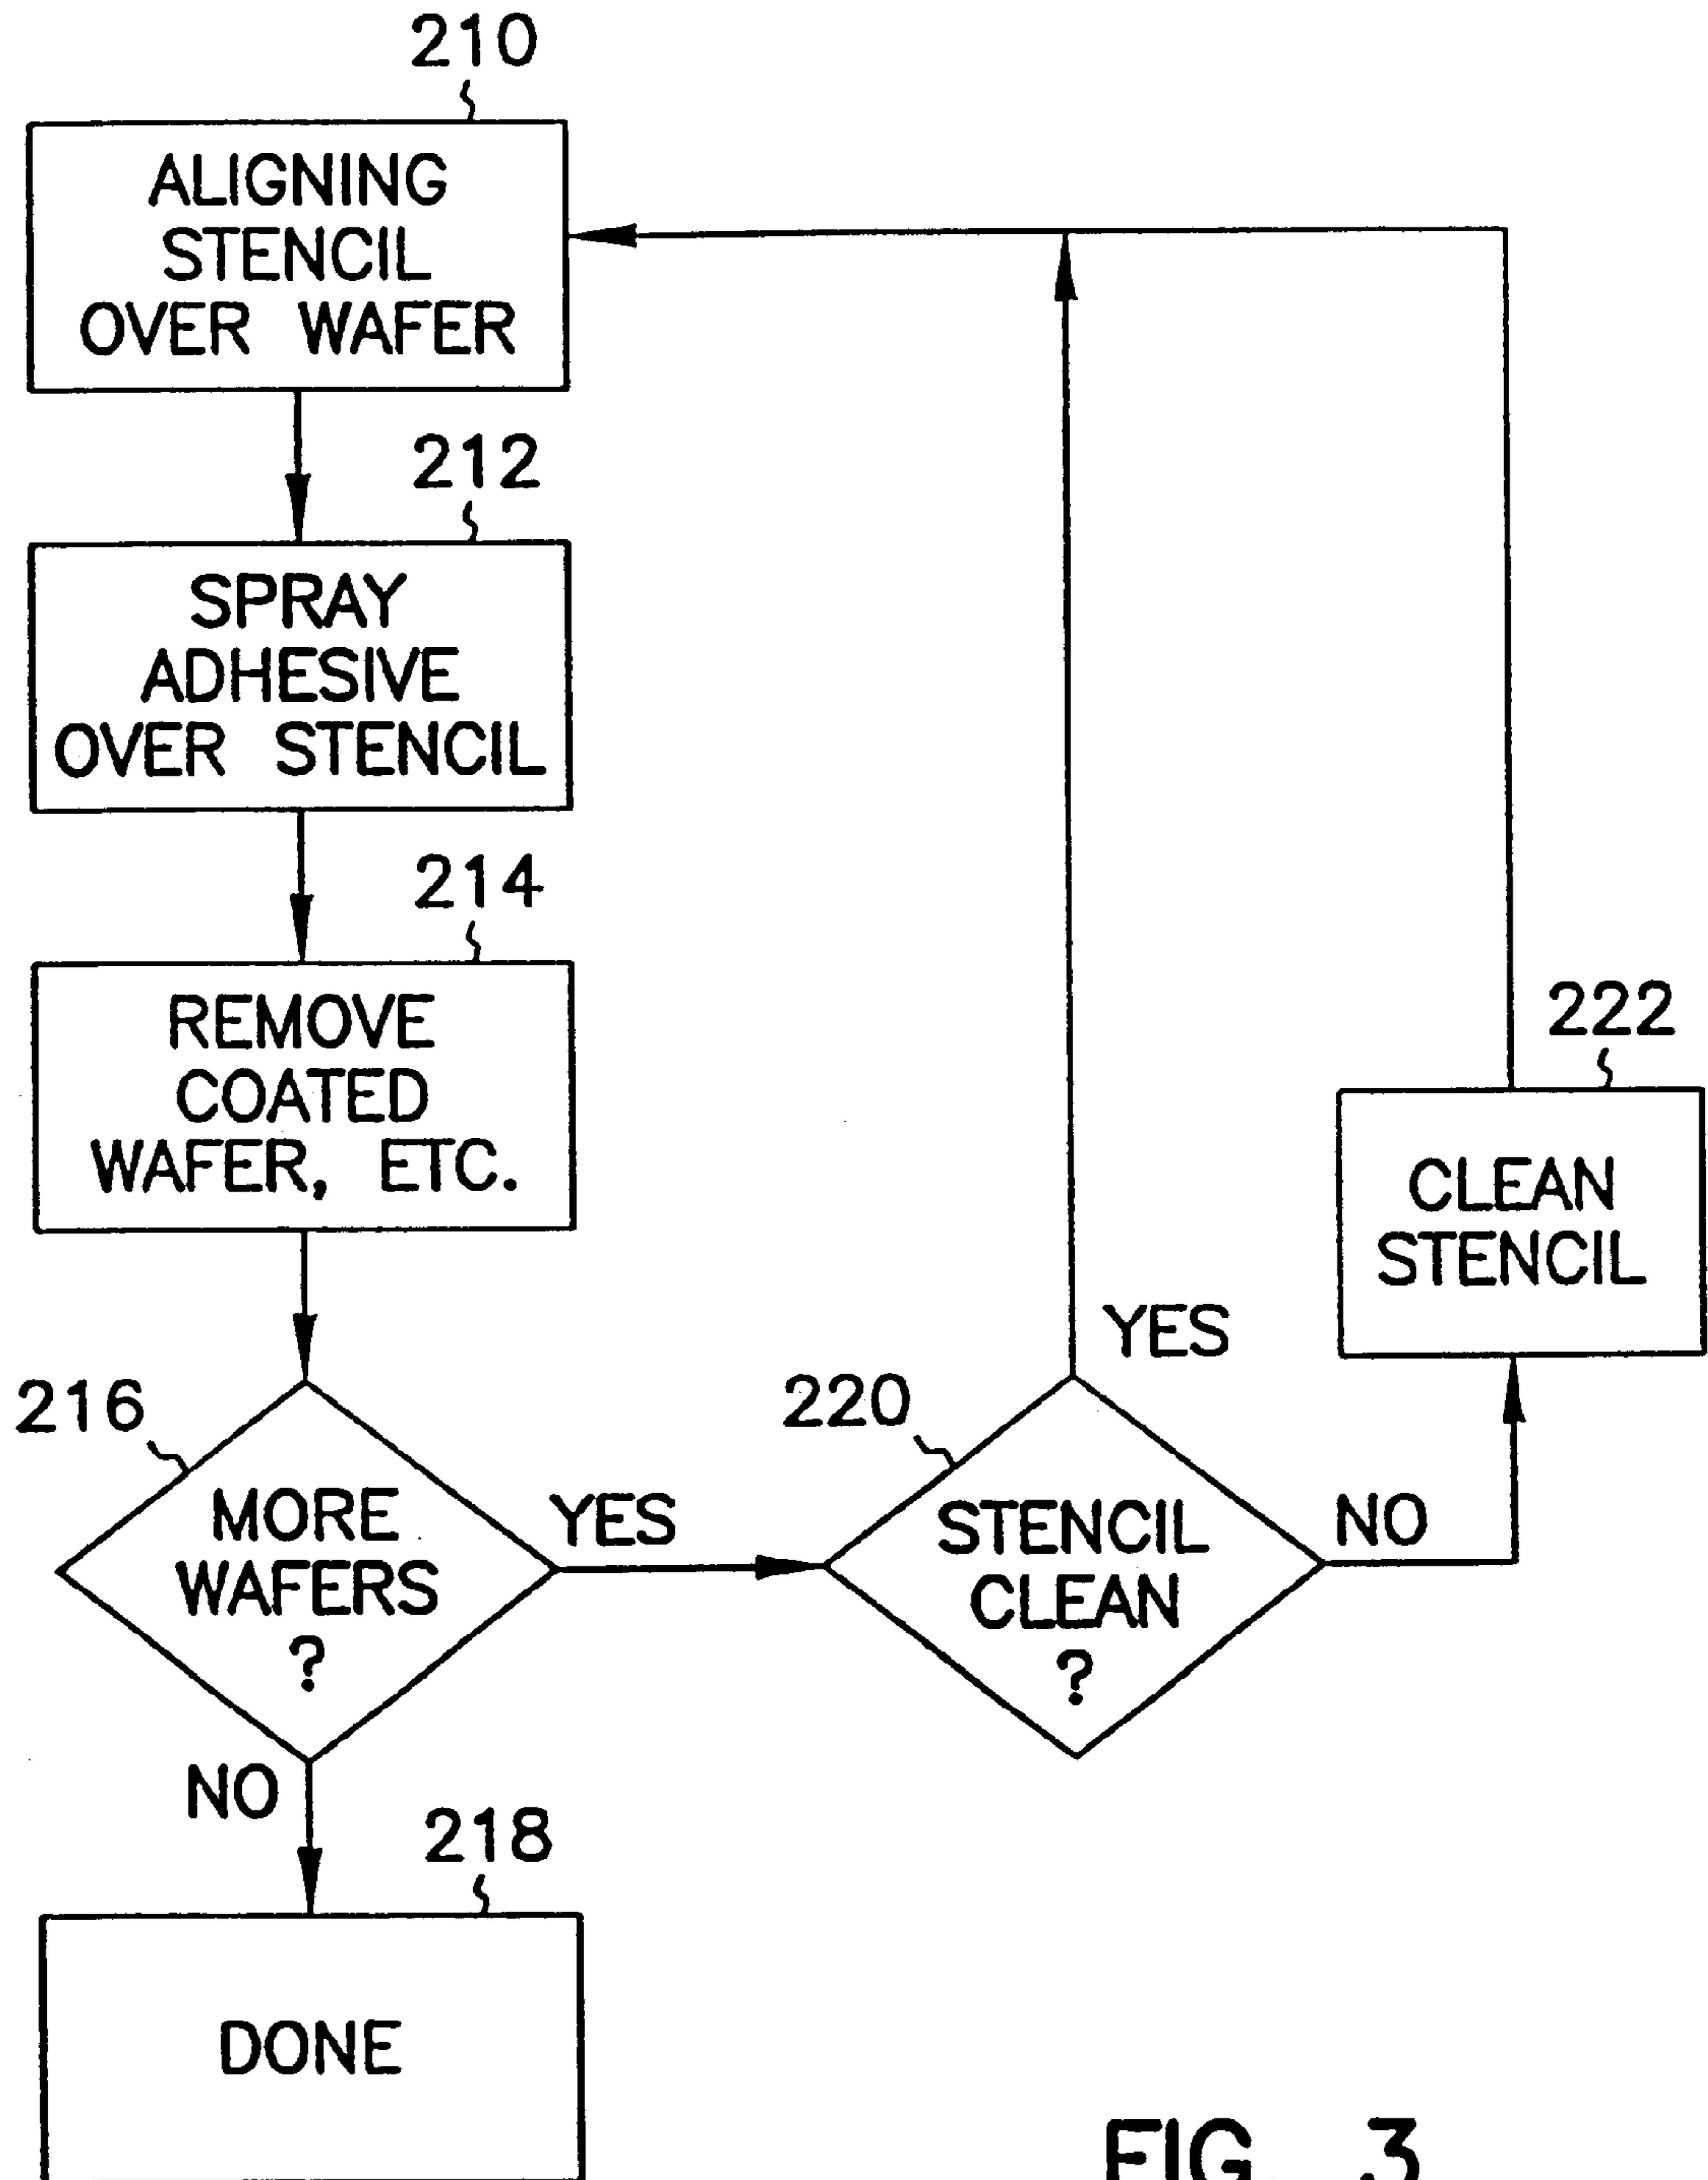 210
ALIGNING
STENCIL
OVER WAFER
212
SPRAY
ADHESIVE
OVER STENCIL
214
REMOVE
COATED
WAFER, ETC.
222
CLEAN
STENCIL
216
MORE
WAFERS
?
YES
NO
220
STENCIL
CLEAN
?
YES
NO
218
DONE
FIG. 3